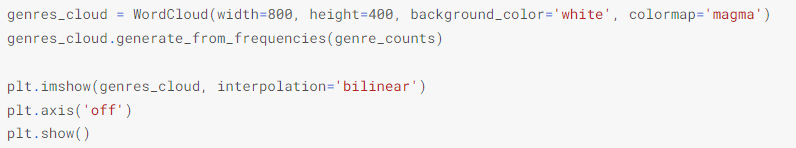 genres_cloud = WordCloud(width=800, height=400, background_color='white', colormap='magma')
genres_cloud.generate_from_frequencies(genre_counts)
plt.imshow(genres_cloud, interpolation='bilinear')
plt.axis('off')
plt.show()